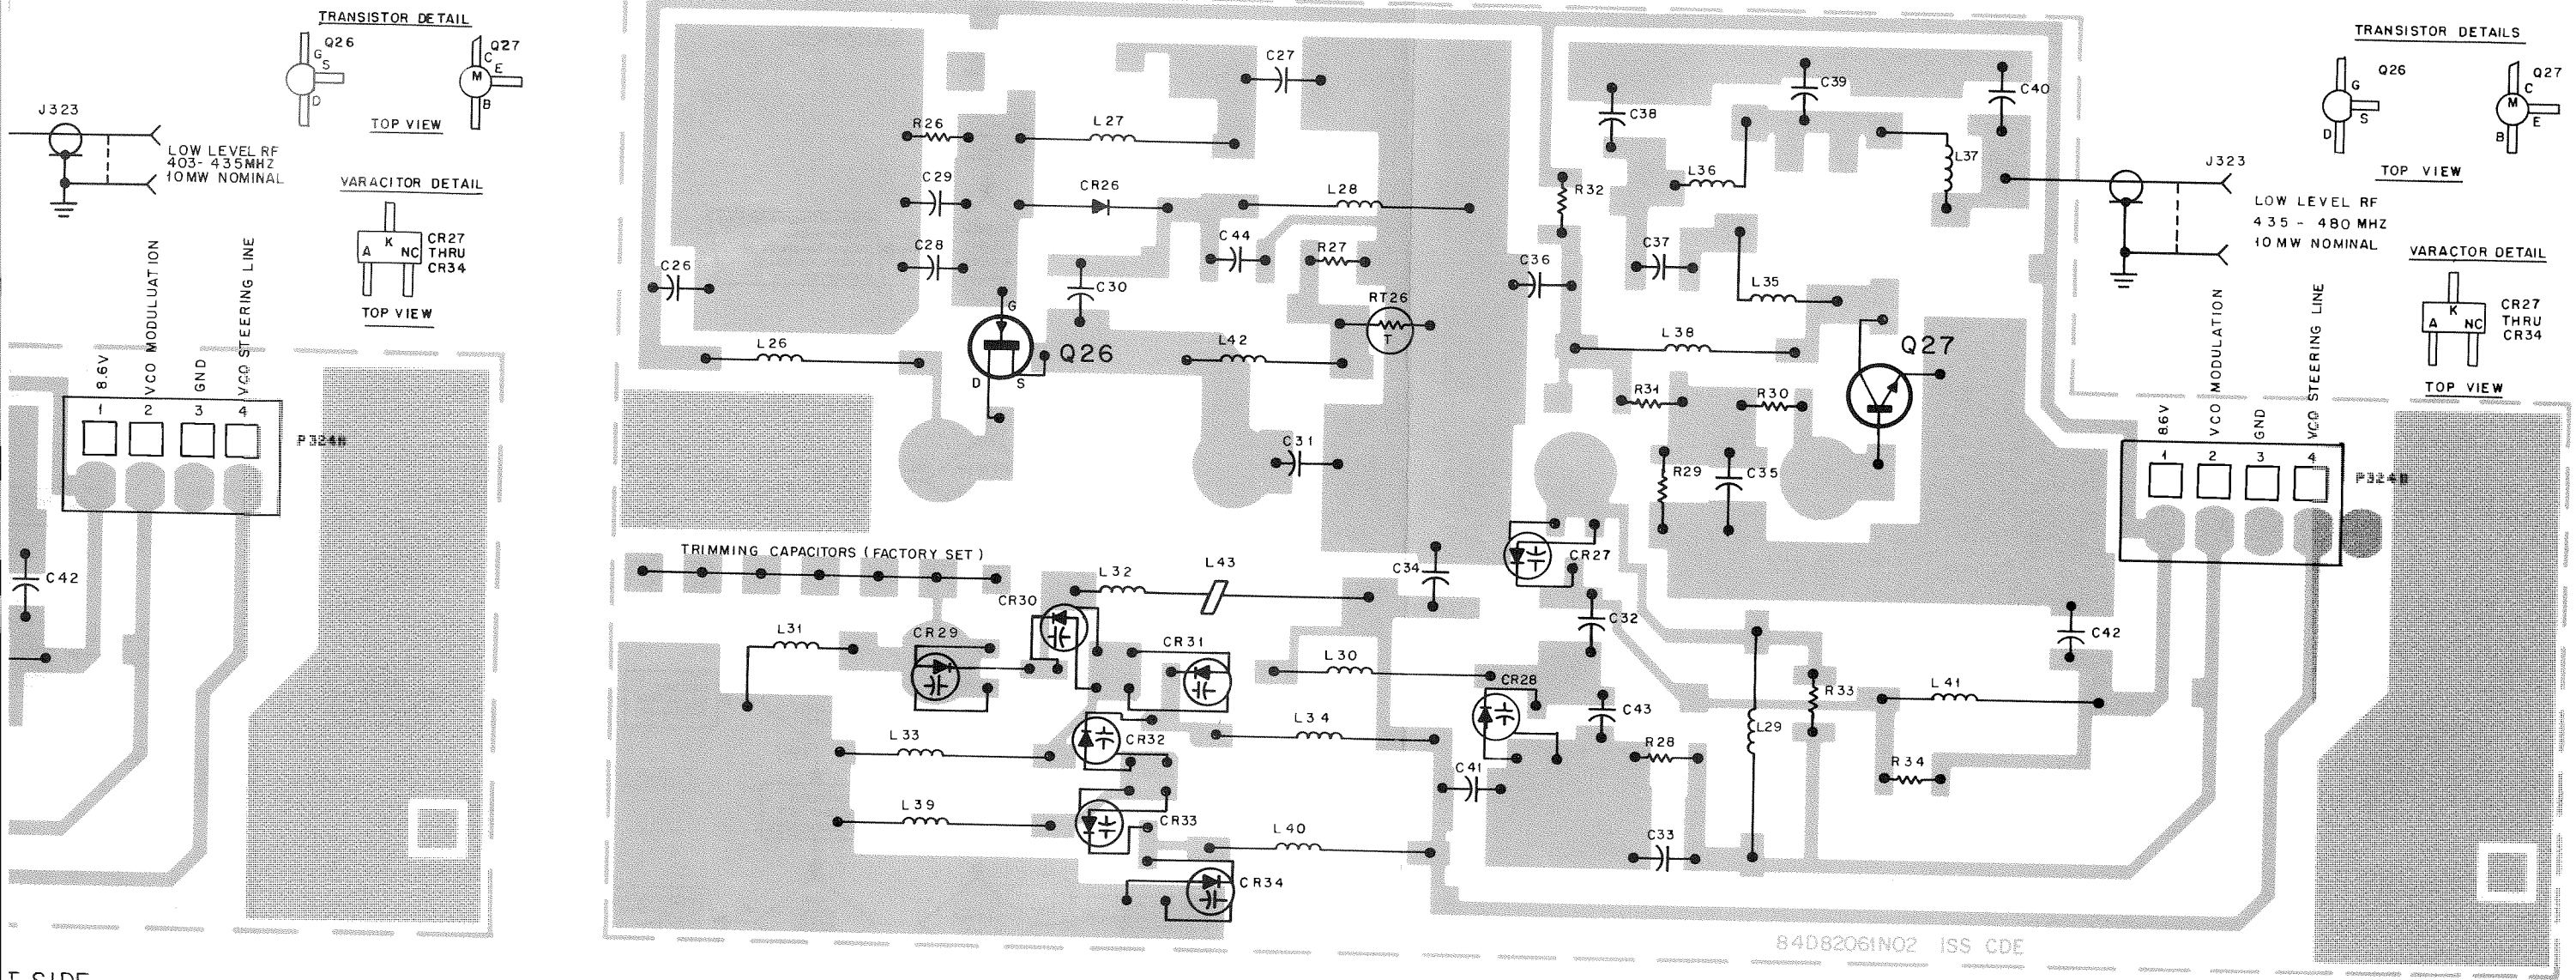 TRANSISTOR DETAIL
Q26
G
S
D
Q27
C
E
M
B
TOP VIEW
J323
LOW LEVEL RF
403-435MHZ
10MW NOMINAL
VARACITOR DETAIL
K
A
NC
CR27
THRU
CR34
TOP VIEW
8.6V
VCO MODULUATION
GND
VCO STEERING LINE
1
2
3
4
C42
C27
R26
L27
C29
CR26
L28
C28
C44
R27
C26
C30
RT26
T
G
Q26
D
S
L26
L42
C31
C38
C39
C40
L36
L37
R32
C37
C36
L35
L38
Q27
R31
R30
R29
C35
CR27
TRIMMING CAPACITORS (FACTORY SET)
L32
L43
C34
CR30
L31
CR29
CR31
C32
L30
CR28
C43
L33
CR32
L34
R28
L29
R33
L41
C42
R34
C41
L39
CR33
L40
C33
CR34
TRANSISTOR DETAILS
Q26
G
S
D
Q27
C
M
E
B
TOP VIEW
J323
LOW LEVEL RF
435 - 480 MHZ
10 MW NOMINAL
VARACTOR DETAIL
K
A
NC
CR27
THRU
CR34
TOP VIEW
8.6V
VCO MODULATION
GND
VCO STEERING LINE
1
2
3
4
84D82061N02 ISS CDE